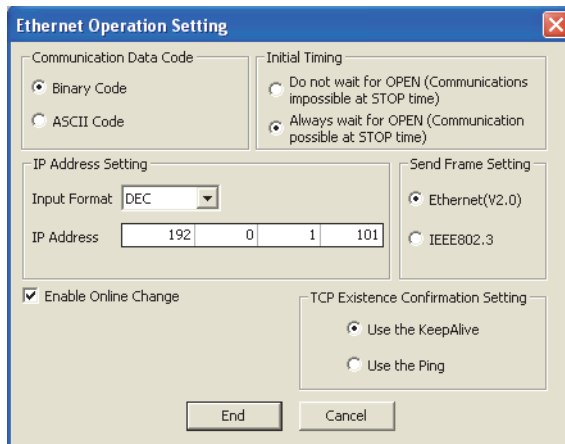 Ethernet Operation Setting
Communication Data Code
Binary Code
ASCII Code
Initial Timing
Do not wait for OPEN (Communications
impossible at STOP time)
Always wait for OPEN (Communication
possible at STOP time)
IP Address Setting
Input Format DEC
IP Address 192 0 1 101
Send Frame Setting
Ethernet(V2.0)
IEEE802.3
Enable Online Change
TCP Existence Confirmation Setting
Use the KeepAlive
Use the Ping
End Cancel